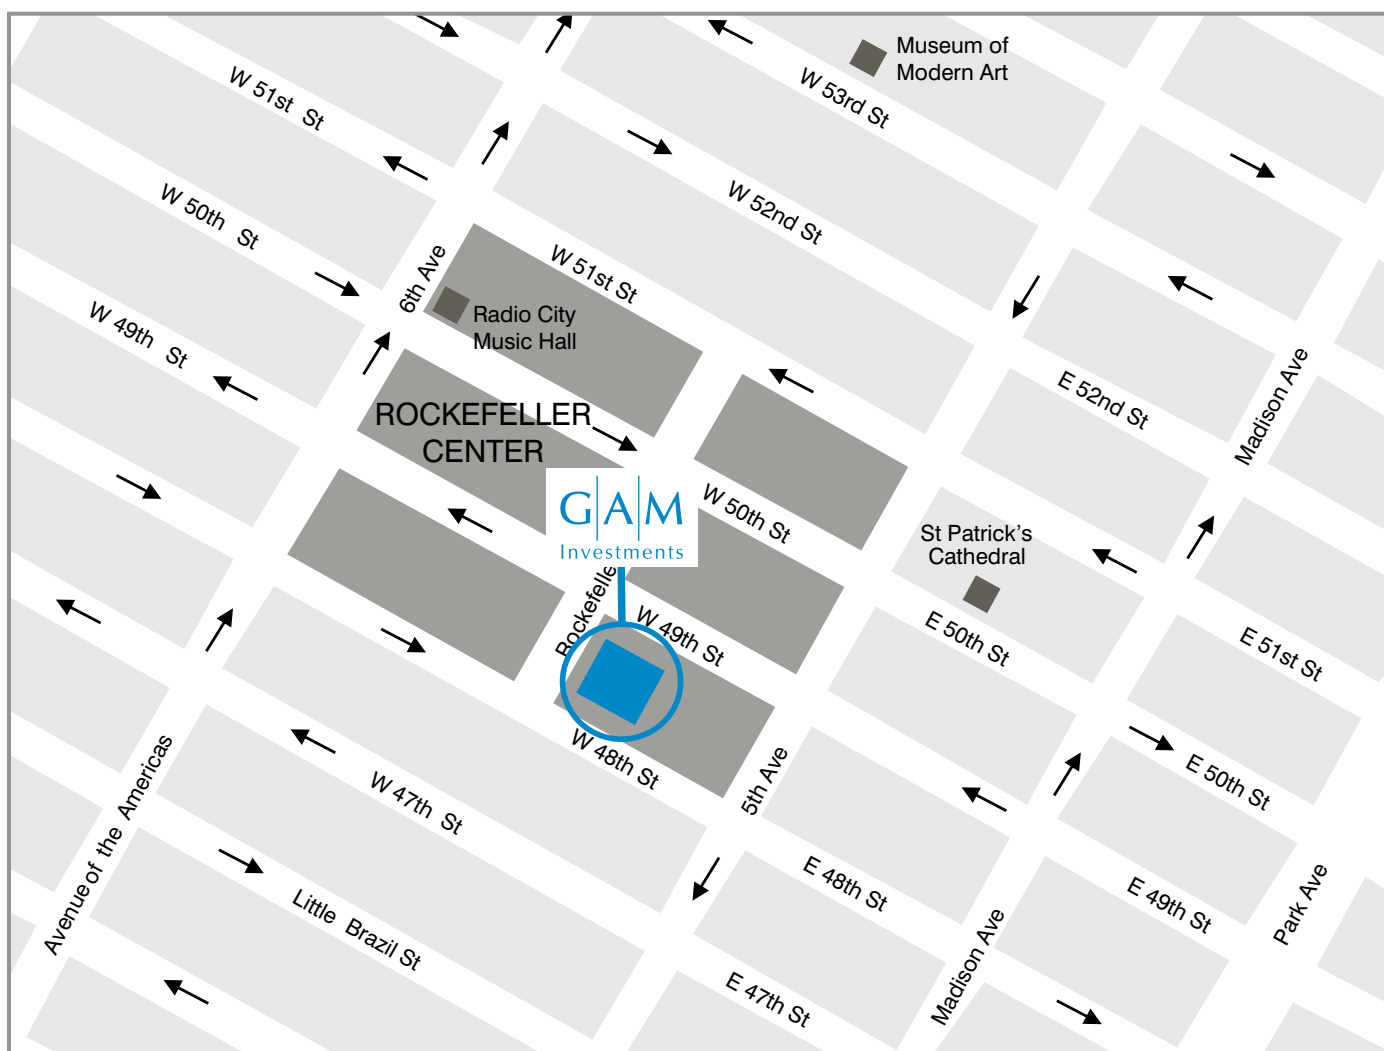 Museum of
Modern Art
W 51st St
W 53rd St
W 50th St
W 52nd St
6th Ave
W 51st St
Radio City
Music Hall
W 49th St
Madison Ave
E 52nd St
ROCKEFELLER
CENTER
G|A|M
Investments
W 50th St
St Patrick's
Cathedral
Rockefelle
W 49th St
E 50th St
E 51st St
W 48th St
5th Ave
E 50th St
W 47th St
Avenue of the Americas
E 48th St
E 49th St
Park Ave
Little Brazil St
Madison Ave
E 47th St